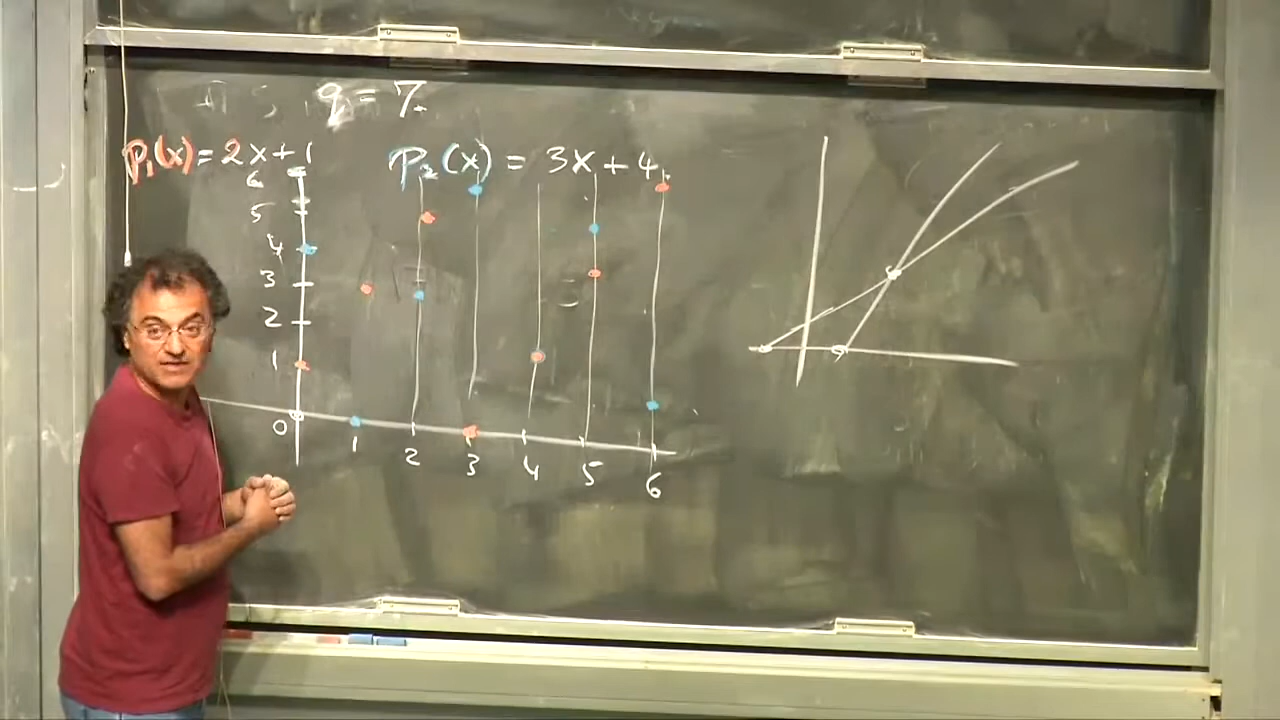 q = 7
p₁(x) = 2x+1
p₂(x) = 3x+4
6
5
4
3
2
1
0
1 2 3 4 5 6